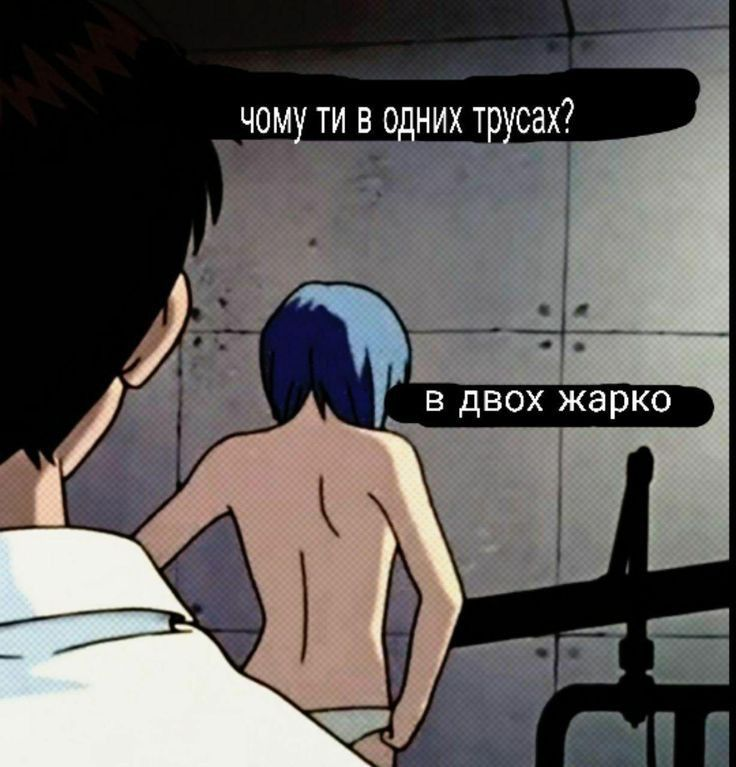 чому ти в одних трусах?
в двох жарко